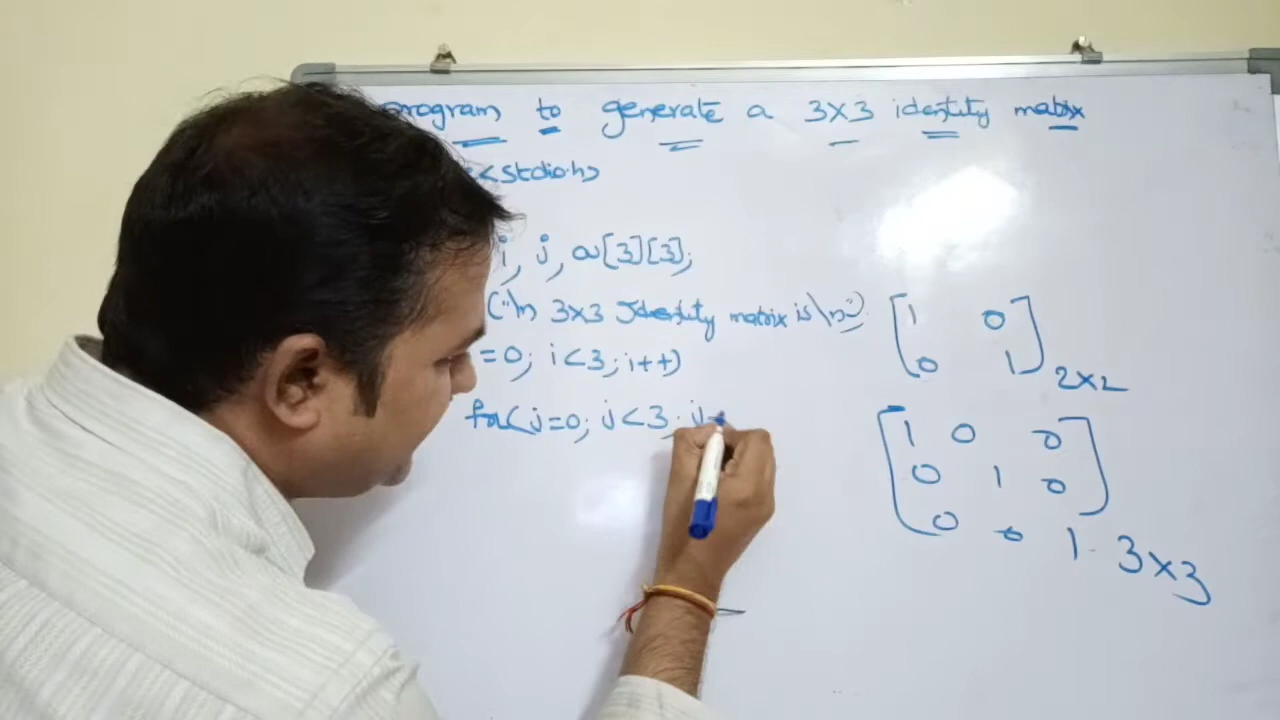 program to generate a 3x3 identity matrix
<stdio.h>
i, j, a[3][3];
("\n 3x3 Identity matrix is\n");
=0; i<3; i++)
for(j=0; j<3; j+
1 0
0 1
2x2
1 0 0
0 1 0
0 0 1
3x3